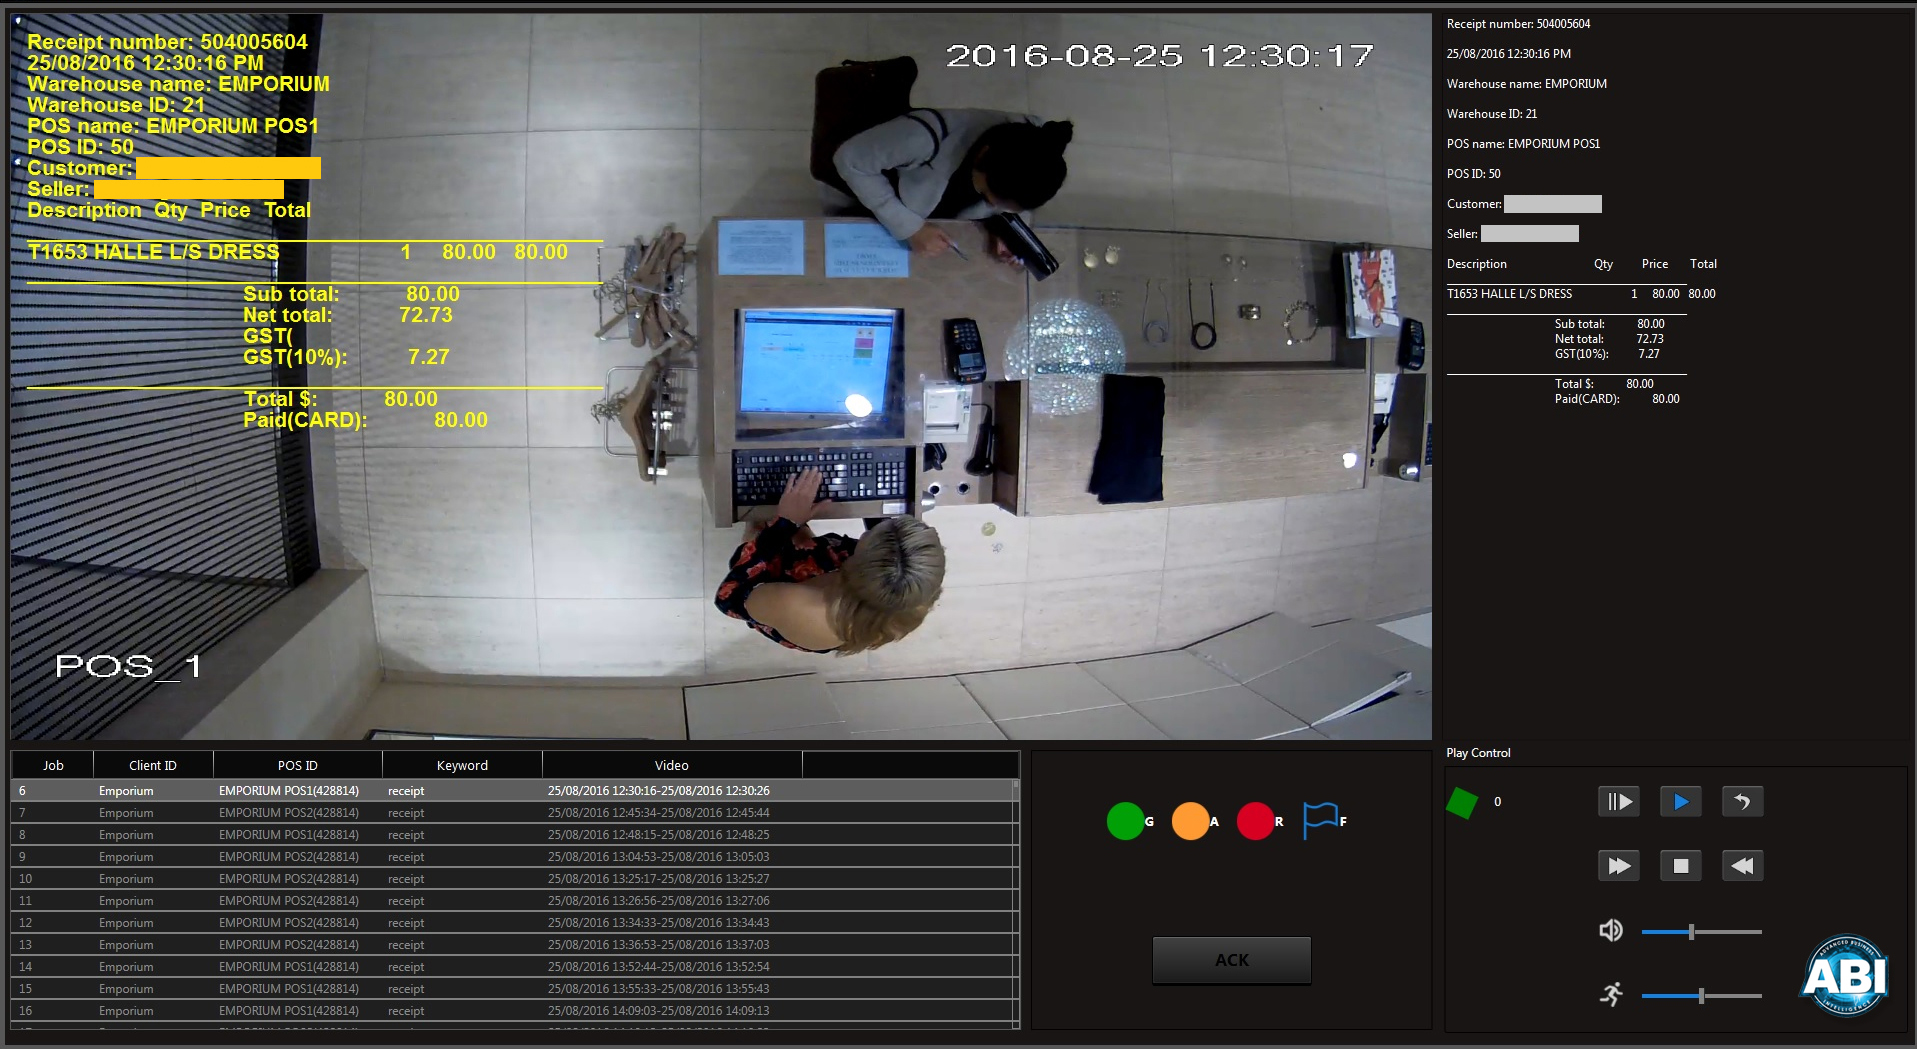 Receipt number: 504005604
25/08/2016 12:30:16 PM
Warehouse name: EMPORIUM
Warehouse ID: 21
POS name: EMPORIUM POS1
POS ID: 50
Customer:
Seller:
Description Qty Price Total
T1653 HALLE L/S DRESS 1 80.00 80.00
Sub total: 80.00
Net total: 72.73
GST(
GST(10%): 7.27
Total $: 80.00
Paid(CARD): 80.00
2016-08-25 12:30:17
POS_1
Receipt number: 504005604
25/08/2016 12:30:16 PM
Warehouse name: EMPORIUM
Warehouse ID: 21
POS name: EMPORIUM POS1
POS ID: 50
Customer:
Seller:
Description Qty Price Total
T1653 HALLE L/S DRESS 1 80.00 80.00
Sub total: 80.00
Net total: 72.73
GST(10%): 7.27
Total $: 80.00
Paid(CARD): 80.00
Job Client ID POS ID Keyword Video
6 Emporium EMPORIUM POS1(428814) receipt 25/08/2016 12:30:16-25/08/2016 12:30:26
7 Emporium EMPORIUM POS2(428814) receipt 25/08/2016 12:45:34-25/08/2016 12:45:44
8 Emporium EMPORIUM POS1(428814) receipt 25/08/2016 12:48:15-25/08/2016 12:48:25
9 Emporium EMPORIUM POS2(428814) receipt 25/08/2016 13:04:53-25/08/2016 13:05:03
10 Emporium EMPORIUM POS2(428814) receipt 25/08/2016 13:25:17-25/08/2016 13:25:27
11 Emporium EMPORIUM POS2(428814) receipt 25/08/2016 13:26:56-25/08/2016 13:27:06
12 Emporium EMPORIUM POS2(428814) receipt 25/08/2016 13:34:33-25/08/2016 13:34:43
13 Emporium EMPORIUM POS2(428814) receipt 25/08/2016 13:36:53-25/08/2016 13:37:03
14 Emporium EMPORIUM POS1(428814) receipt 25/08/2016 13:52:44-25/08/2016 13:52:54
15 Emporium EMPORIUM POS1(428814) receipt 25/08/2016 13:55:33-25/08/2016 13:55:43
16 Emporium EMPORIUM POS1(428814) receipt 25/08/2016 14:09:03-25/08/2016 14:09:13
G A R F
ACK
Play Control
0
ADVANCED BUSINESS
ABI
INTELLIGENCE